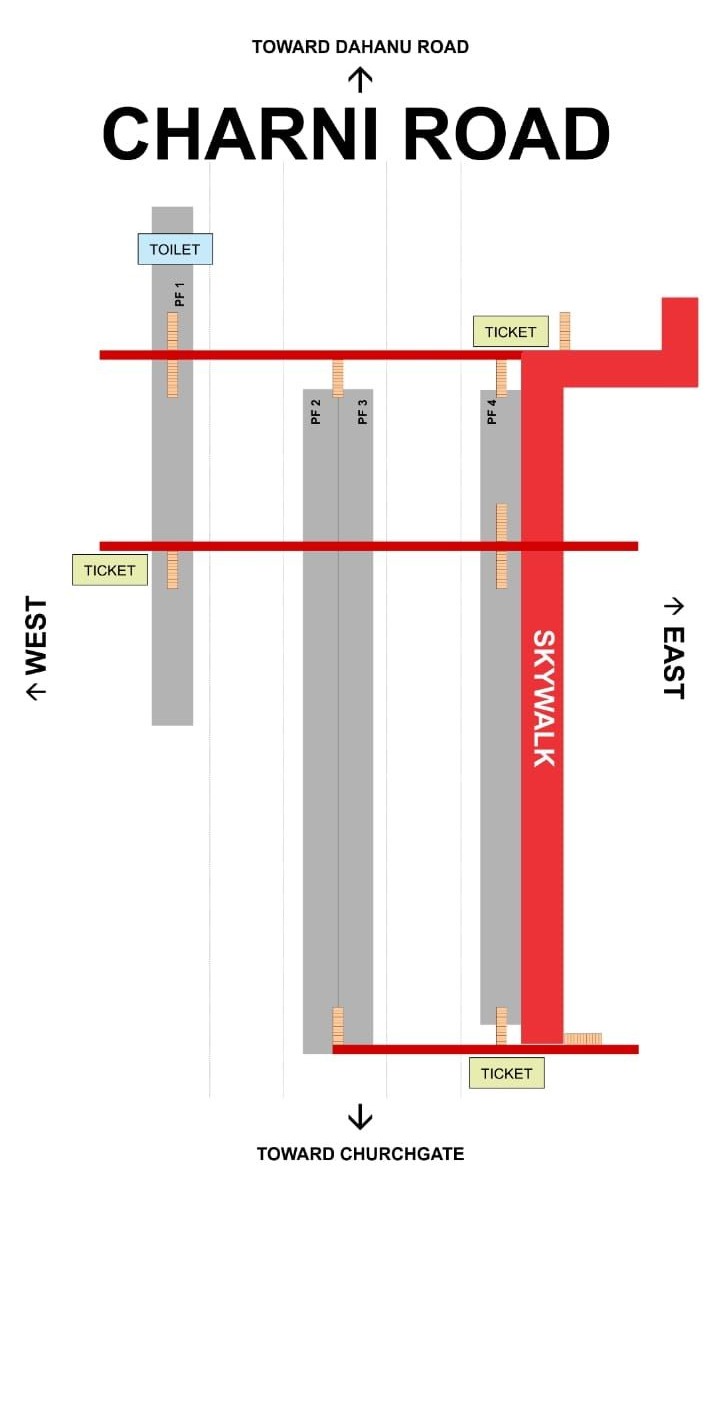 TOWARD DAHANU ROAD
↑
CHARNI ROAD
TOILET
PF 1
TICKET
PF 2
PF 3
PF 4
TICKET
← WEST
EAST →
SKYWALK
TICKET
↓
TOWARD CHURCHGATE